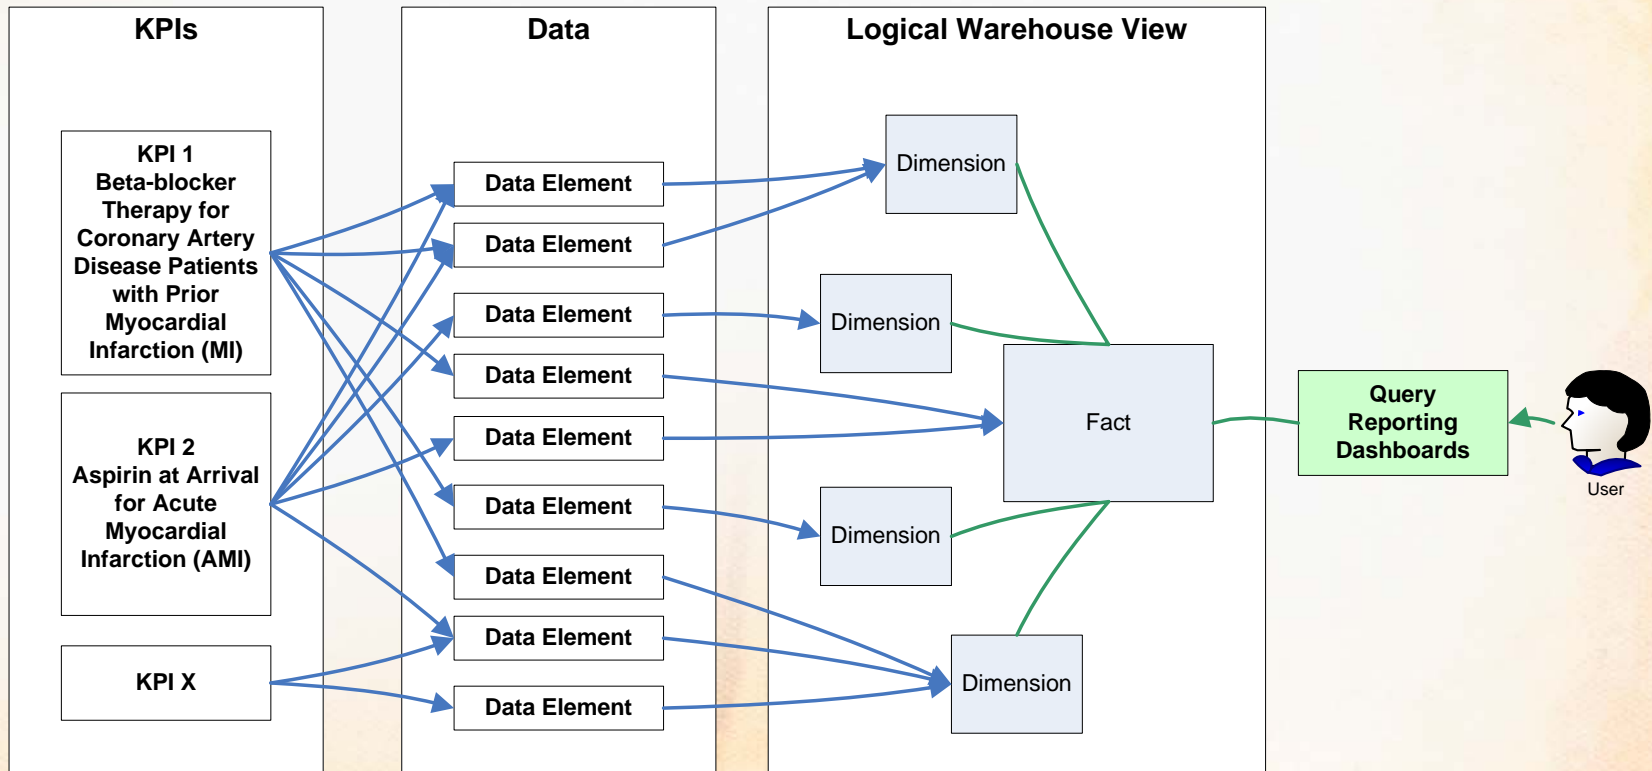 KPIs
KPI 1
Beta-blocker
Therapy for
Coronary Artery
Disease Patients
with Prior
Myocardial
Infarction (MI)
KPI 2
Aspirin at Arrival
for Acute
Myocardial
Infarction (AMI)
KPI X
Data
Data Element
Data Element
Data Element
Data Element
Data Element
Data Element
Data Element
Data Element
Data Element
Logical Warehouse View
Dimension
Dimension
Fact
Dimension
Dimension
Query
Reporting
Dashboards
User